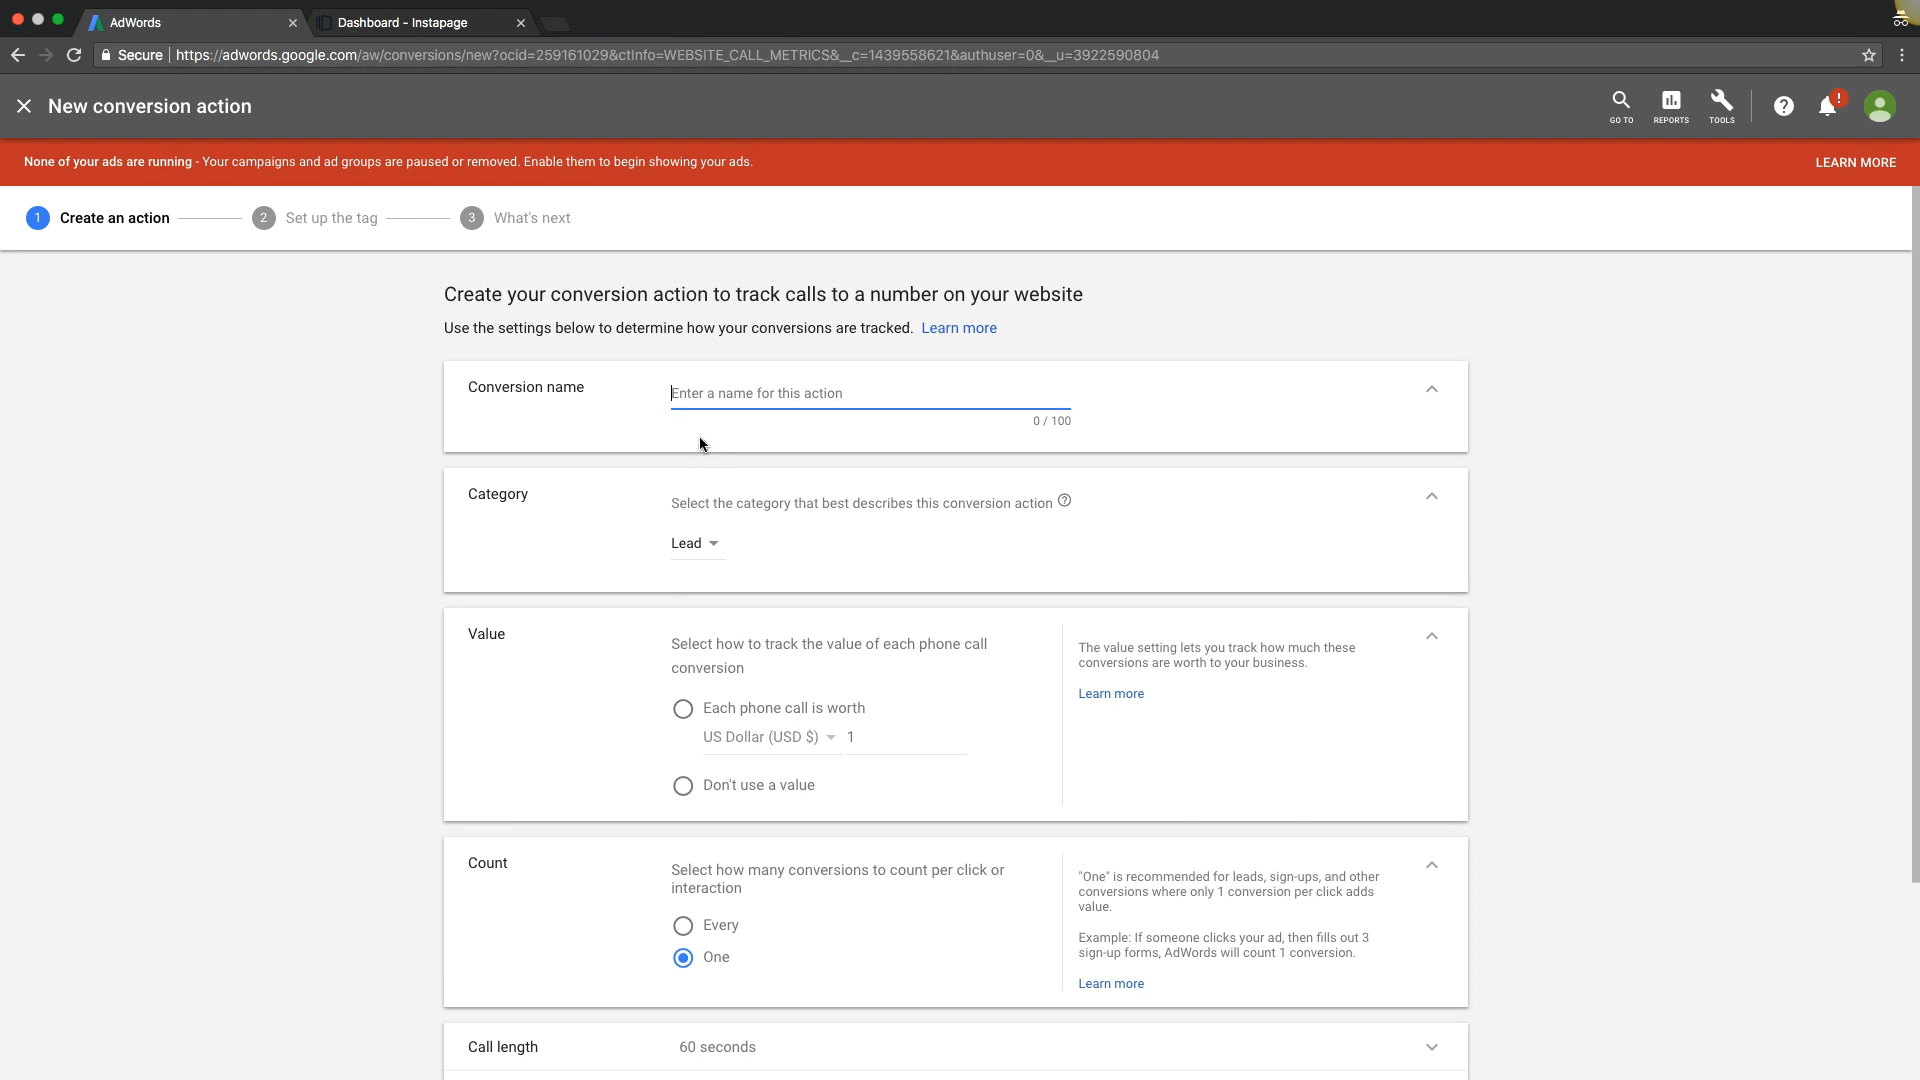 AdWords
Dashboard - Instapage
Secure
https://adwords.google.com/aw/conversions/new?ocid=259161029&ctInfo=WEBSITE_CALL_METRICS&__c=1439558621&authuser=0&__u=3922590804
New conversion action
GO TO
REPORTS
TOOLS
None of your ads are running - Your campaigns and ad groups are paused or removed. Enable them to begin showing your ads.
LEARN MORE
1 Create an action
2 Set up the tag
3 What's next
Create your conversion action to track calls to a number on your website
Use the settings below to determine how your conversions are tracked. Learn more
Conversion name
Enter a name for this action
0 / 100
Category
Select the category that best describes this conversion action
Lead
Value
Select how to track the value of each phone call
conversion
Each phone call is worth
US Dollar (USD $) 1
Don't use a value
The value setting lets you track how much these
conversions are worth to your business.
Learn more
Count
Select how many conversions to count per click or
interaction
Every
One
"One" is recommended for leads, sign-ups, and other
conversions where only 1 conversion per click adds
value.
Example: If someone clicks your ad, then fills out 3
sign-up forms, AdWords will count 1 conversion.
Learn more
Call length
60 seconds